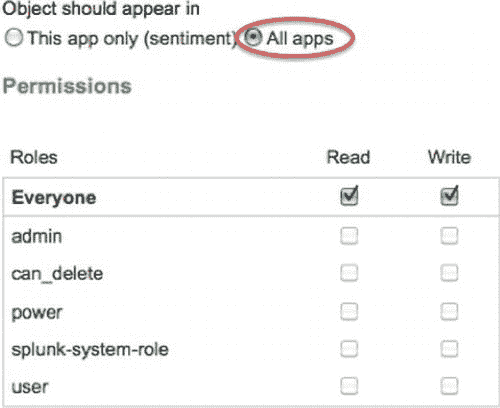 Object should appear in
This app only (sentiment) All apps
Permissions
Roles Read Write
Everyone
admin
can_delete
power
splunk-system-role
user